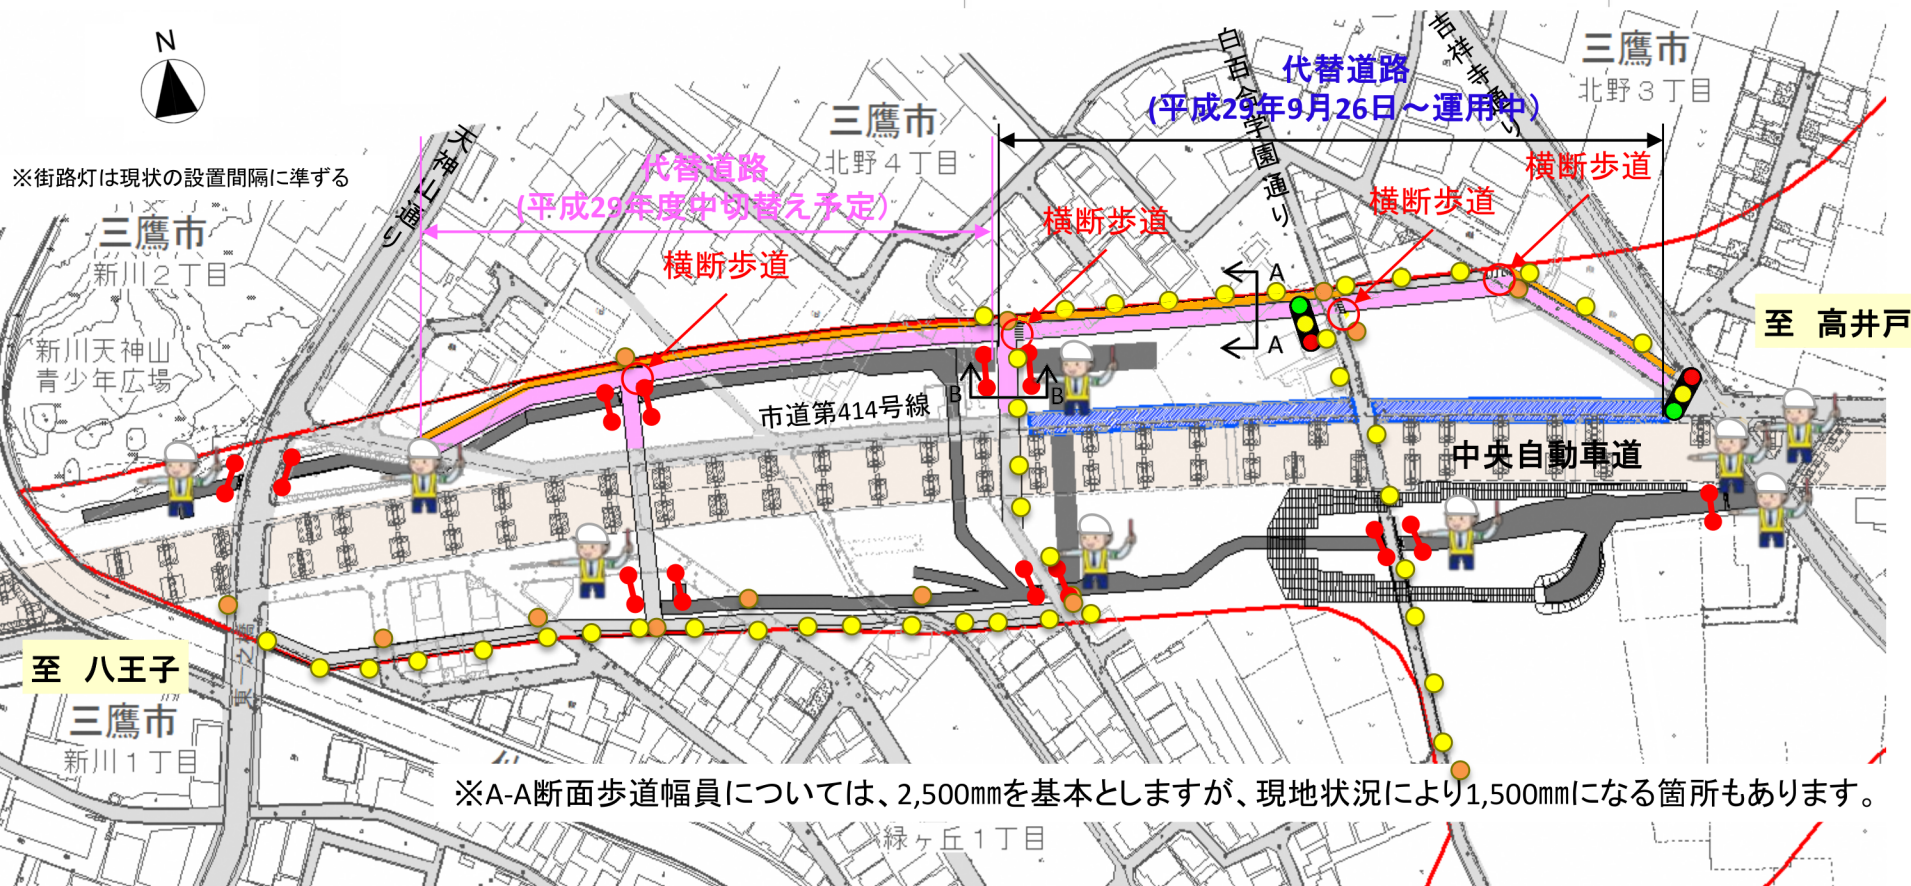 N
※街路灯は現状の設置間隔に準ずる
三鷹市
新川２丁目
新川天神山
青少年広場
天神山通り
代替道路
(平成29年度中切替え予定)
横断歩道
三鷹市
北野４丁目
代替道路
(平成29年9月26日～運用中)
白百合学園通り
吉祥寺通り
三鷹市
北野３丁目
横断歩道
横断歩道
横断歩道
A
A
B
B
至 高井戸
市道第414号線
中央自動車道
至 八王子
三鷹市
新川１丁目
※A-A断面歩道幅員については、2,500㎜を基本としますが、現地状況により1,500㎜になる箇所もあります。
緑ヶ丘１丁目